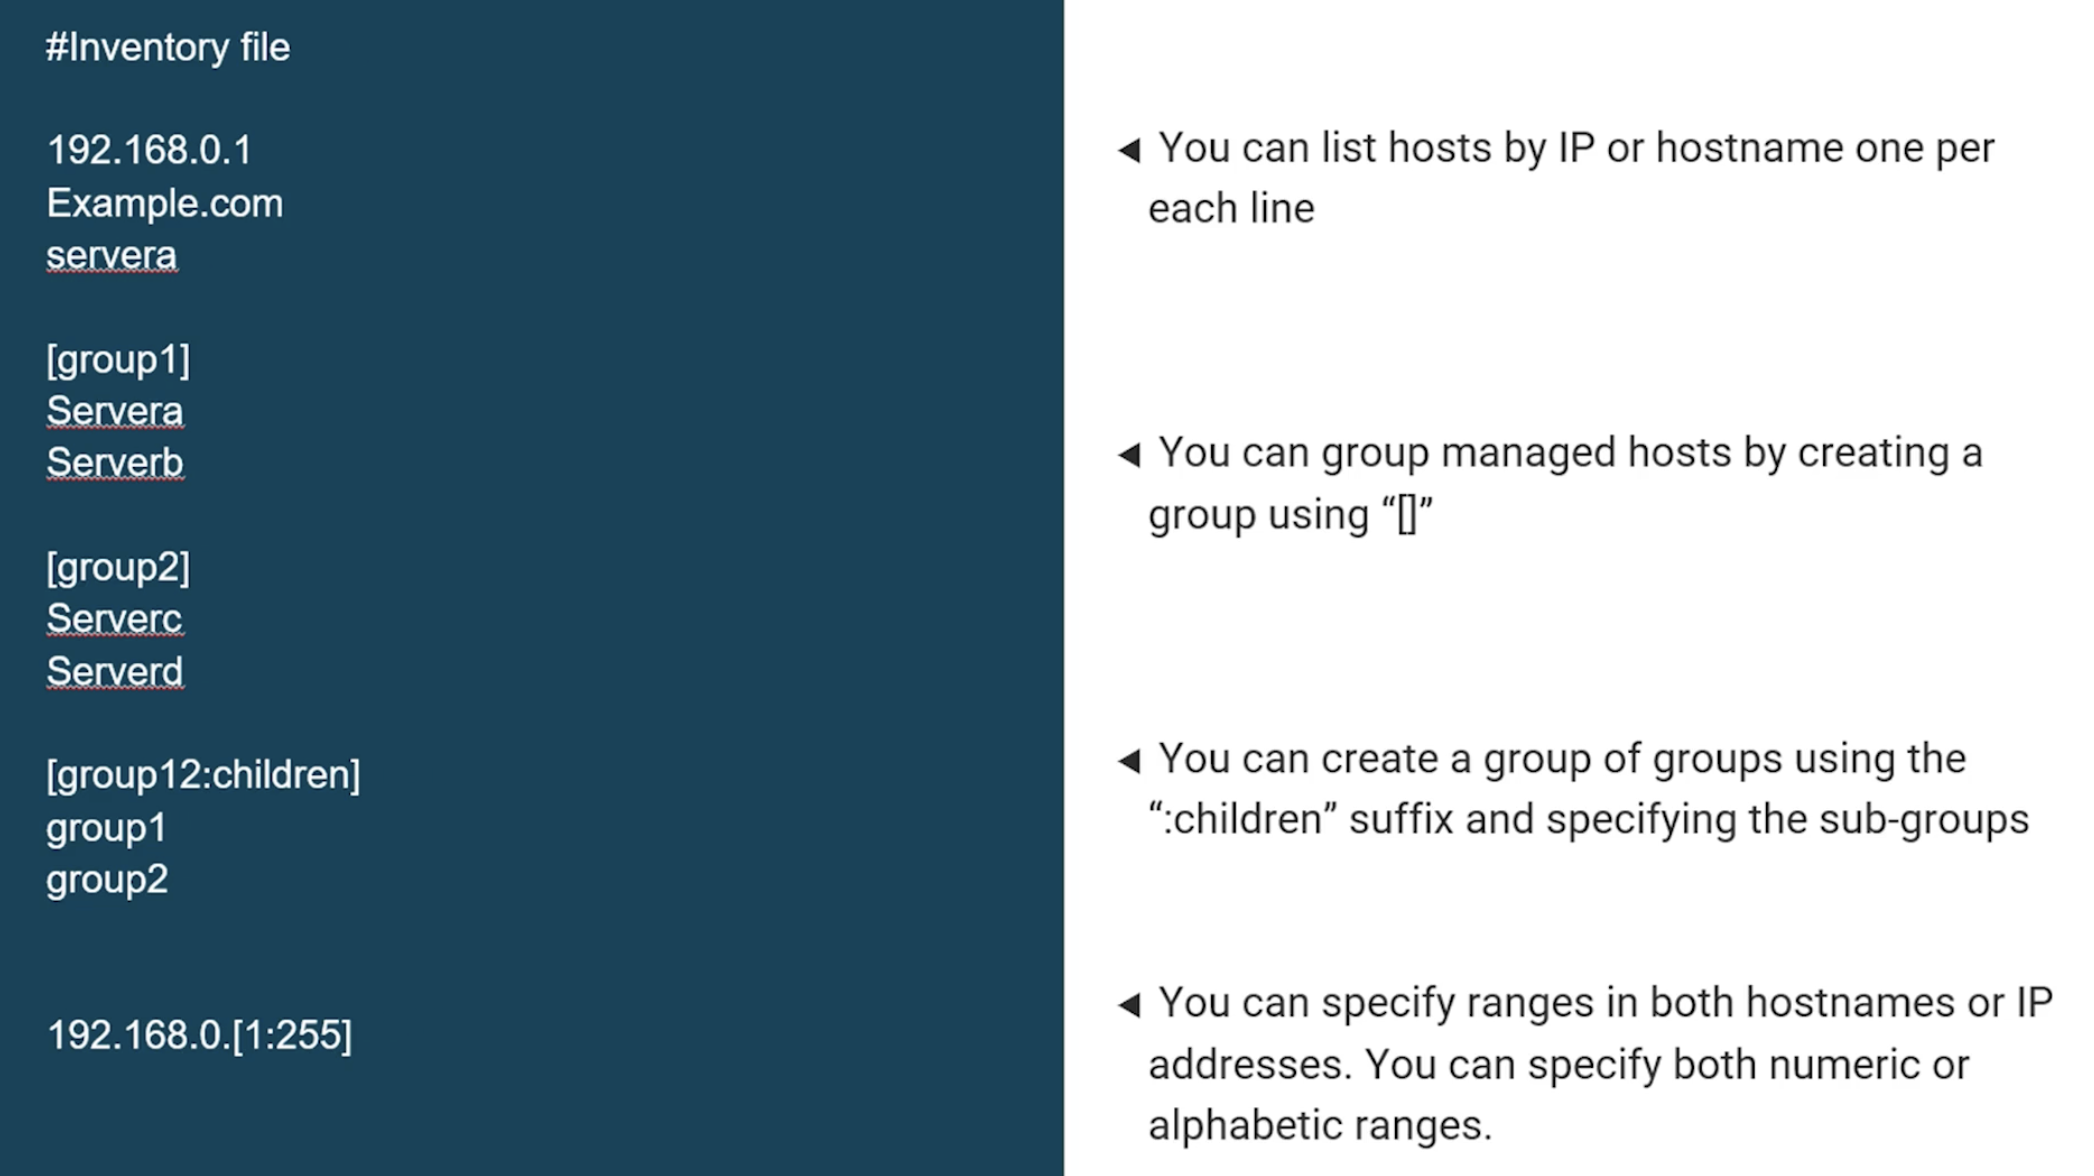 #Inventory file
192.168.0.1
Example.com
servera
[group1]
Servera
Serverb
[group2]
Serverc
Serverd
[group12:children]
group1
group2
192.168.0.[1:255]
◀ You can list hosts by IP or hostname one per
each line
◀ You can group managed hosts by creating a
group using “[]”
◀ You can create a group of groups using the
“:children” suffix and specifying the sub-groups
◀ You can specify ranges in both hostnames or IP
addresses. You can specify both numeric or
alphabetic ranges.